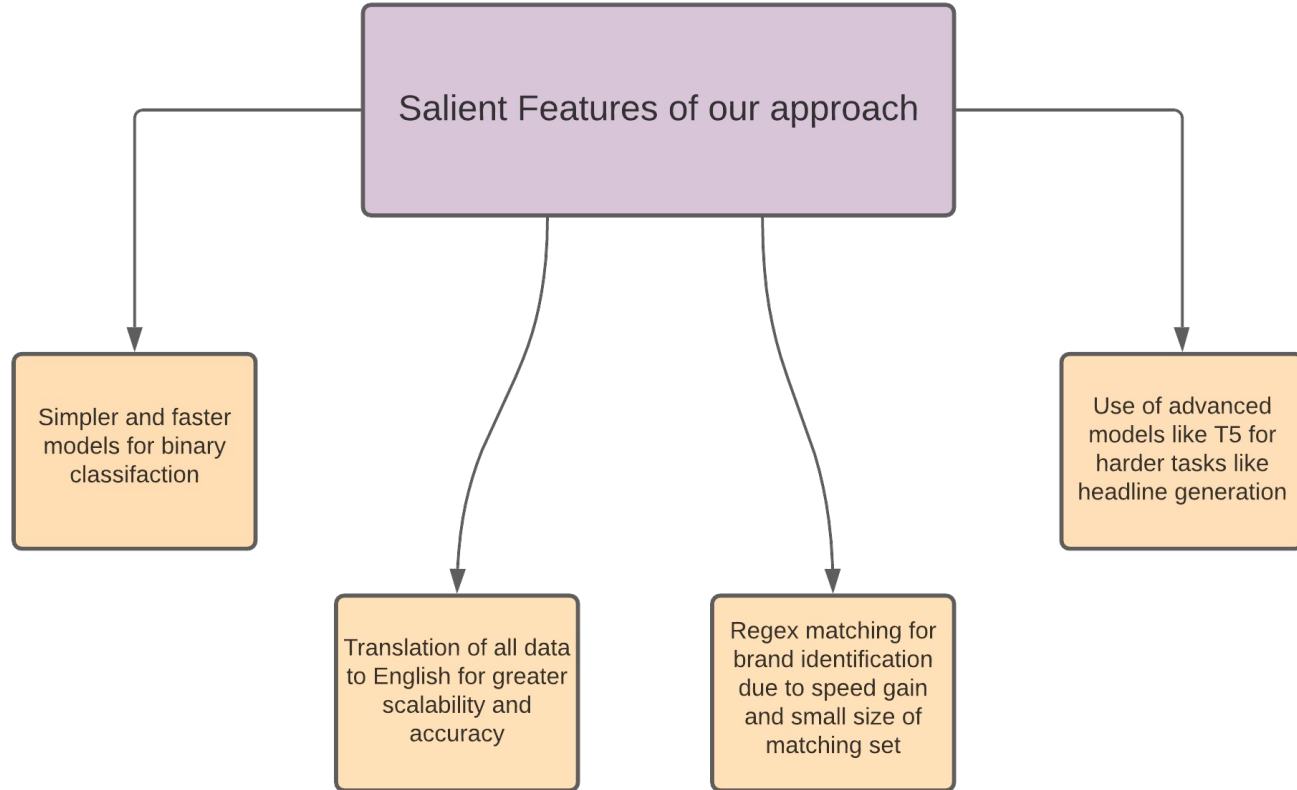 Salient Features of our approach
Simpler and faster
models for binary
classifaction
Translation of all data
to English for greater
scalability and
accuracy
Regex matching for
brand identification
due to speed gain
and small size of
matching set
Use of advanced
models like T5 for
harder tasks like
headline generation